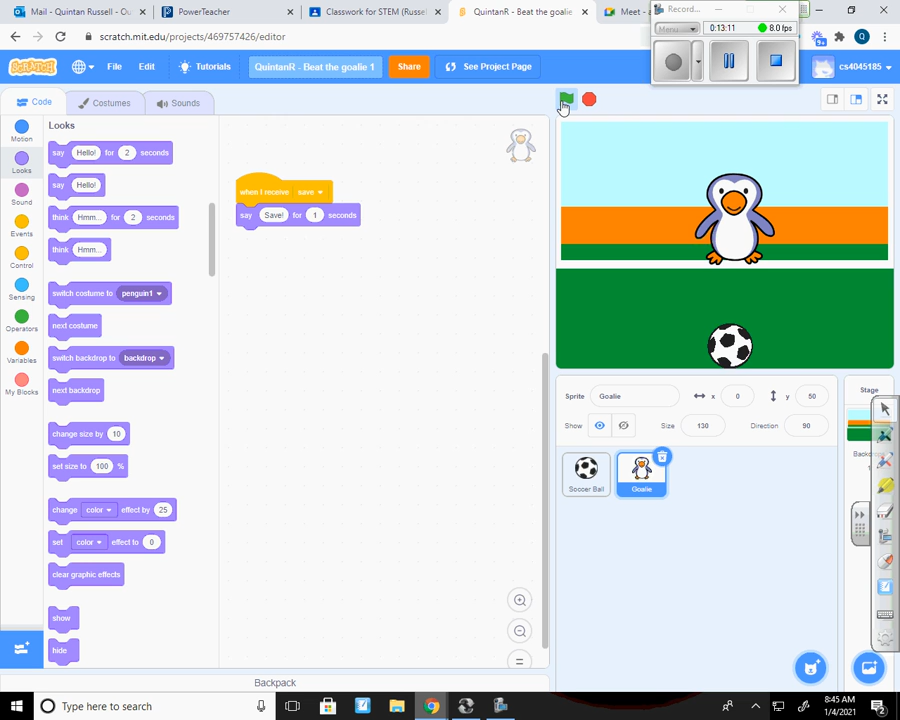 Mail - Quintan Russell - Out
PowerTeacher
Classwork for STEM (Russel
QuintanR - Beat the goalie
Meet -
Record...
Menu
0:13:11
8.0 fps
scratch.mit.edu/projects/469757426/editor
Q
SCRATCH
File
Edit
Tutorials
QuintanR - Beat the goalie 1
Share
See Project Page
cs4045185
Code
Costumes
Sounds
Motion
Looks
Sound
Events
Control
Sensing
Operators
Variables
My Blocks
Looks
say Hello! for 2 seconds
say Hello!
think Hmm... for 2 seconds
think Hmm...
switch costume to penguin1
next costume
switch backdrop to backdrop
next backdrop
change size by 10
set size to 100 %
change color effect by 25
set color effect to 0
clear graphic effects
show
hide
when I receive save
say Save! for 1 seconds
Backpack
Sprite Goalie x 0 y 50
Show Size 130 Direction 90
Soccer Ball
Goalie
Stage
Type here to search
8:45 AM
1/4/2021
2